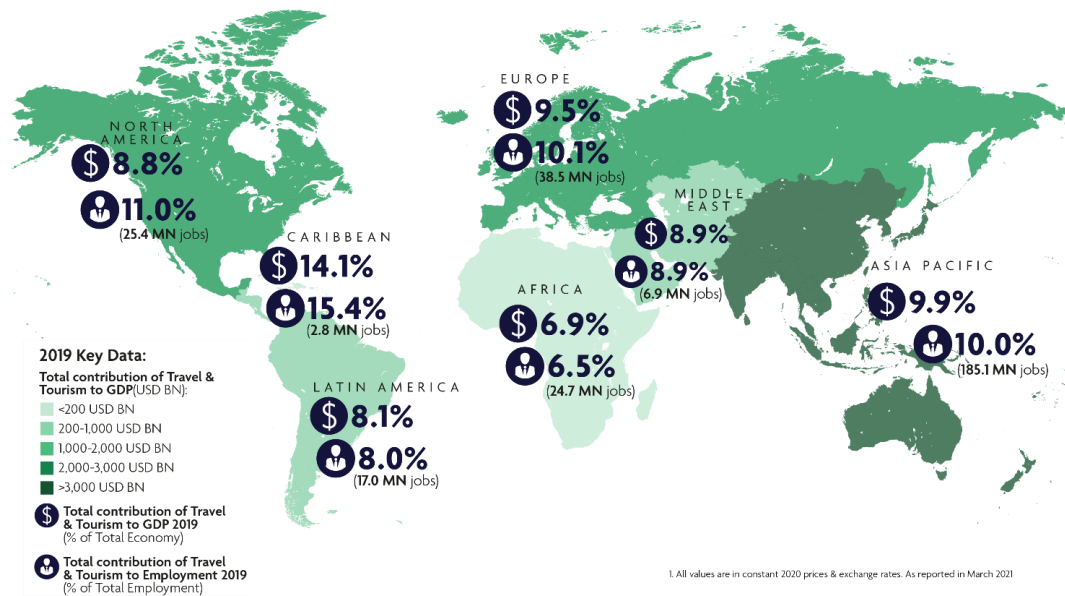 EUROPE
$ 9.5%
10.1%
(38.5 MN jobs)
NORTH
AMERICA
$ 8.8%
11.0%
(25.4 MN jobs)
MIDDLE
EAST
$ 8.9%
8.9%
(6.9 MN jobs)
CARIBBEAN
$ 14.1%
15.4%
(2.8 MN jobs)
ASIA PACIFIC
$ 9.9%
10.0%
(185.1 MN jobs)
AFRICA
$ 6.9%
6.5%
(24.7 MN jobs)
LATIN AMERICA
$ 8.1%
8.0%
(17.0 MN jobs)
2019 Key Data:
Total contribution of Travel &
Tourism to GDP(USD BN):
<200 USD BN
200-1,000 USD BN
1,000-2,000 USD BN
2,000-3,000 USD BN
>3,000 USD BN
$ Total contribution of Travel
& Tourism to GDP 2019
(% of Total Economy)
Total contribution of Travel
& Tourism to Employment 2019
(% of Total Employment)
1. All values are in constant 2020 prices & exchange rates. As reported in March 2021